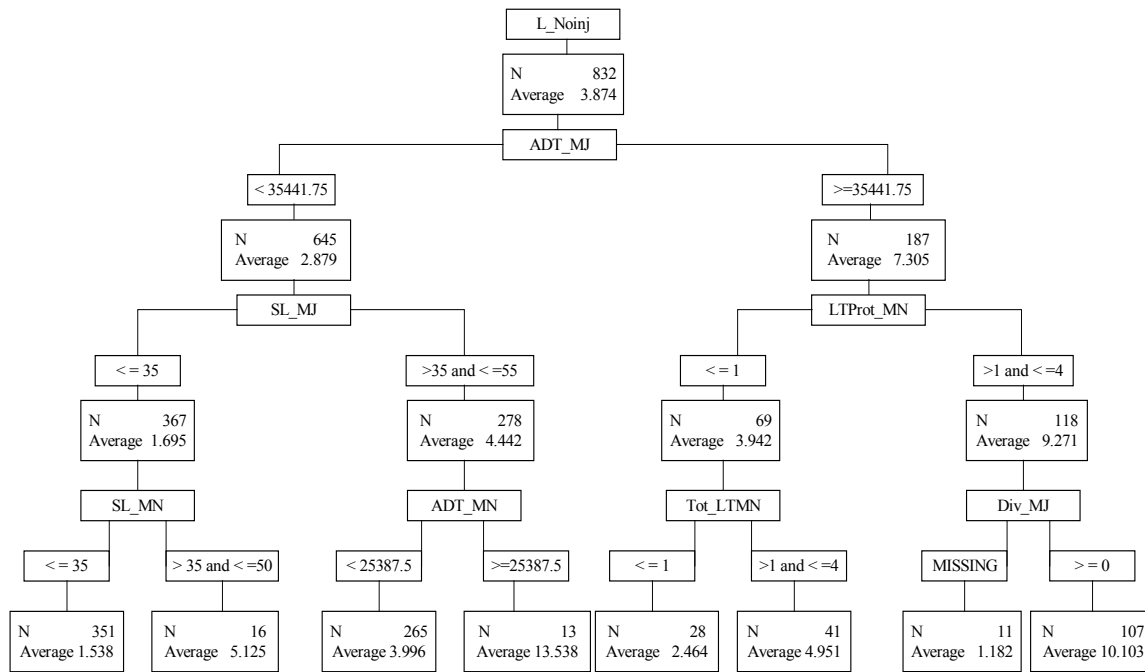 L_Noinj
N 832
Average 3.874
ADT_MJ
< 35441.75
>=35441.75
N 645
Average 2.879
N 187
Average 7.305
SL_MJ
LTProt_MN
< = 35
>35 and < =55
< = 1
>1 and < =4
N 367
Average 1.695
N 278
Average 4.442
N 69
Average 3.942
N 118
Average 9.271
SL_MN
ADT_MN
Tot_LTMN
Div_MJ
< = 35
> 35 and < =50
< 25387.5
>=25387.5
< = 1
>1 and < =4
MISSING
> = 0
N 351
Average 1.538
N 16
Average 5.125
N 265
Average 3.996
N 13
Average 13.538
N 28
Average 2.464
N 41
Average 4.951
N 11
Average 1.182
N 107
Average 10.103